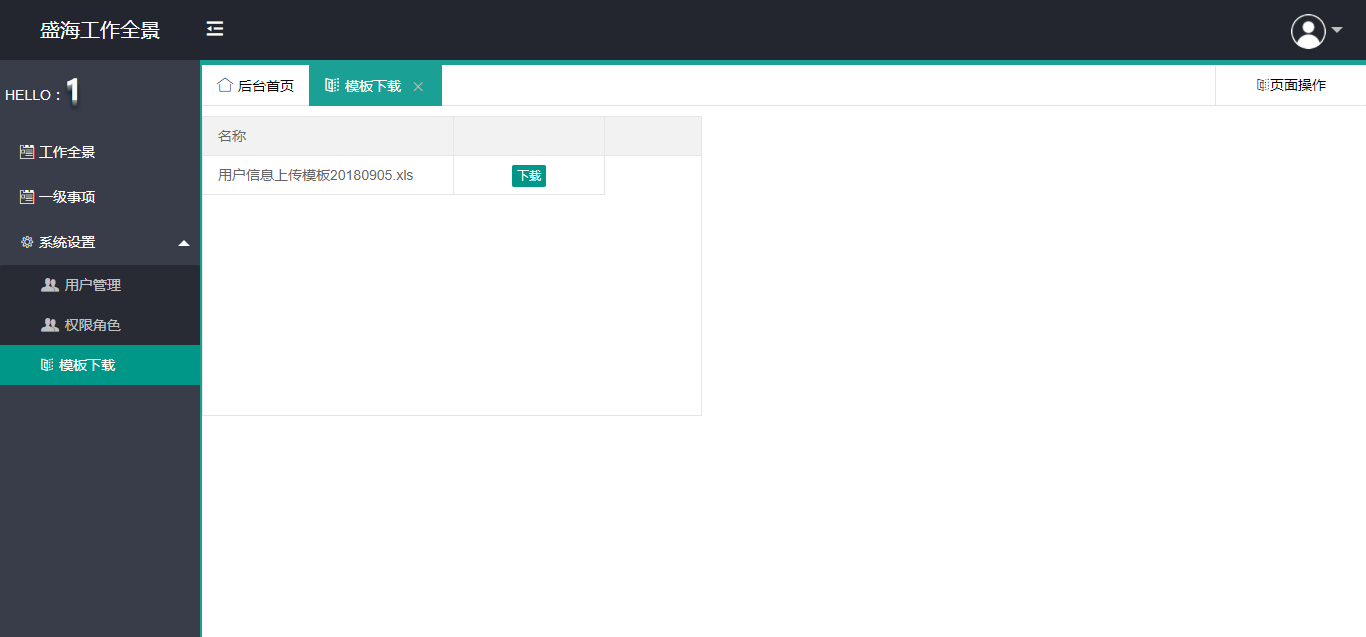 盛海工作全景
HELLO：1
工作全景
一级事项
系统设置
用户管理
权限角色
模板下载
后台首页
模板下载
页面操作
名称
用户信息上传模板20180905.xls
下载